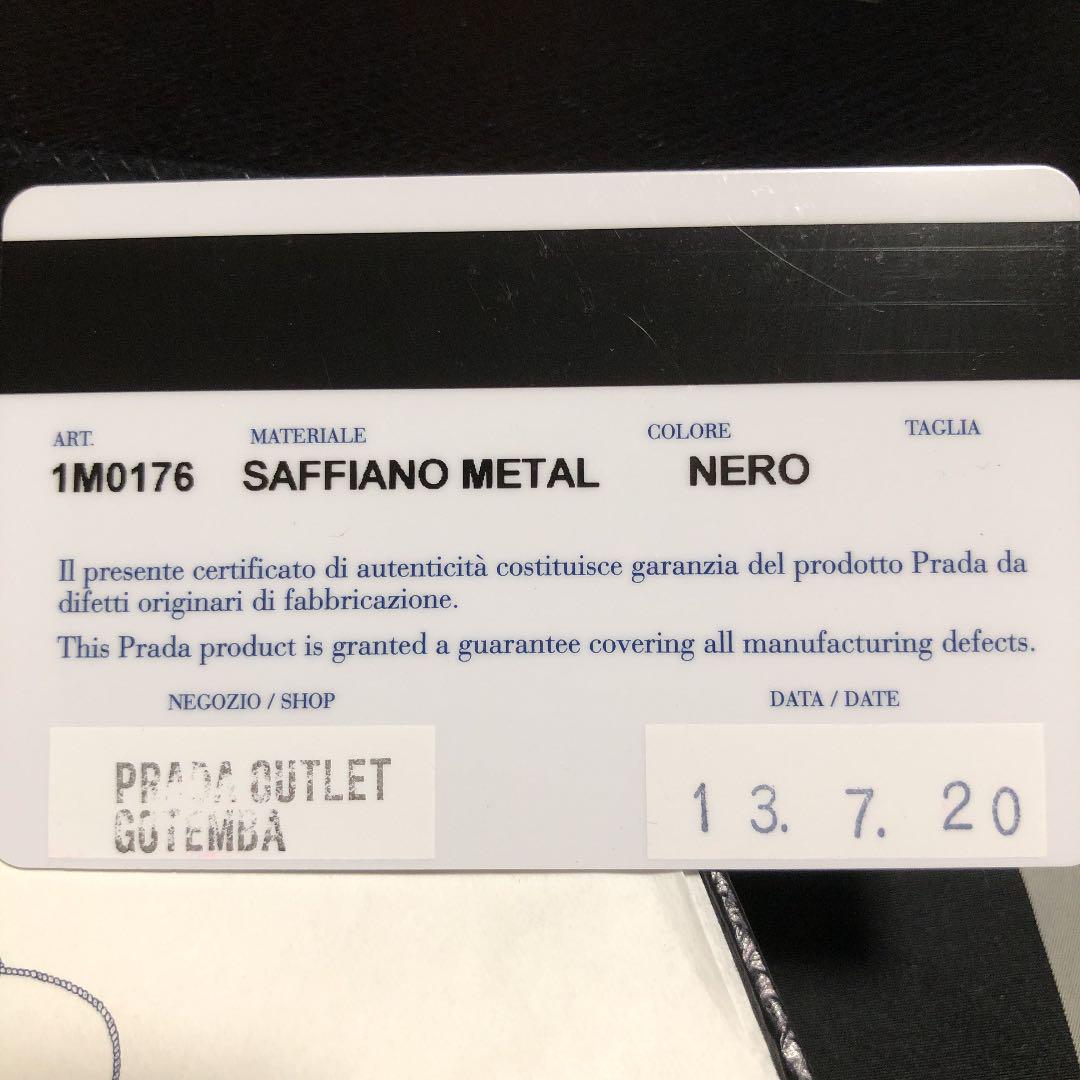 ART. MATERIALE COLORE TAGLIA
1M0176 SAFFIANO METAL NERO
Il presente certificato di autenticità costituisce garanzia del prodotto Prada da
difetti originari di fabbricazione.
This Prada product is granted a guarantee covering all manufacturing defects.
NEGOZIO / SHOP DATA / DATE
PRADA OUTLET
GOTEMBA
13. 7. 20